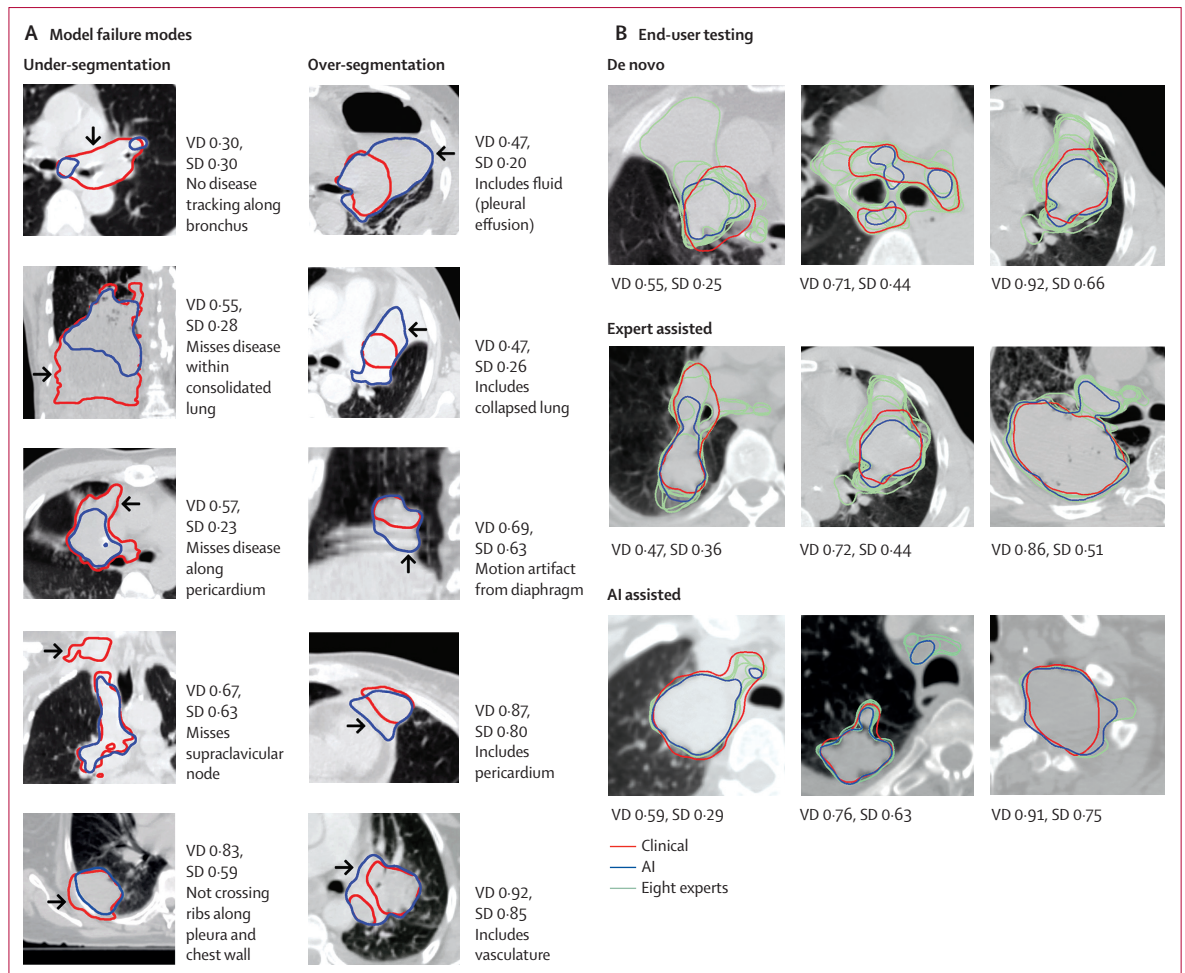 A Model failure modes
Under-segmentation
VD 0·30,
SD 0·30
No disease
tracking along
bronchus
VD 0·55,
SD 0·28
Misses disease
within
consolidated
lung
VD 0·57,
SD 0·23
Misses disease
along
pericardium
VD 0·67,
SD 0·63
Misses
supraclavicular
node
VD 0·83,
SD 0·59
Not crossing
ribs along
pleura and
chest wall
Over-segmentation
VD 0·47,
SD 0·20
Includes fluid
(pleural
effusion)
VD 0·47,
SD 0·26
Includes
collapsed lung
VD 0·69,
SD 0·63
Motion artifact
from diaphragm
VD 0·87,
SD 0·80
Includes
pericardium
VD 0·92,
SD 0·85
Includes
vasculature
B End-user testing
De novo
VD 0·55, SD 0·25
VD 0·71, SD 0·44
VD 0·92, SD 0·66
Expert assisted
VD 0·47, SD 0·36
VD 0·72, SD 0·44
VD 0·86, SD 0·51
AI assisted
VD 0·59, SD 0·29
VD 0·76, SD 0·63
VD 0·91, SD 0·75
Clinical
AI
Eight experts